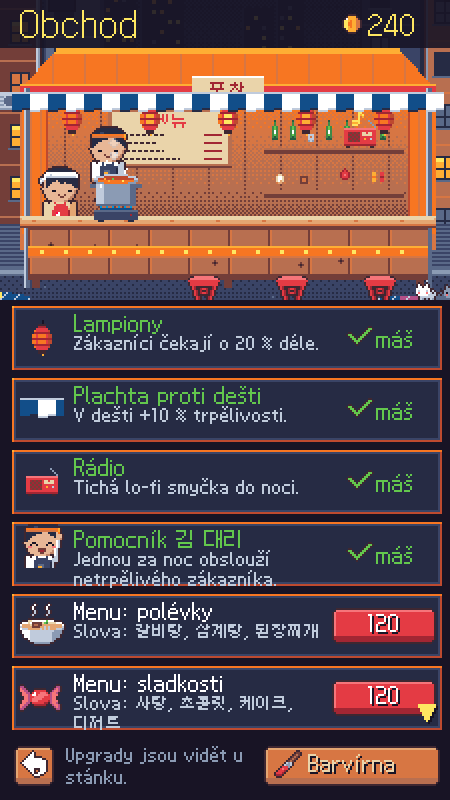 Obchod
240
포차
메뉴
Lampiony
Zákazníci čekají o 20 % déle.
máš
Plachta proti dešti
V dešti +10 % trpělivosti.
máš
Rádio
Tichá lo-fi smyčka do noci.
máš
Pomocník 김 대리
Jednou za noc obslouží
netrpělivého zákazníka.
máš
Menu: polévky
Slova: 갈비탕, 삼계탕, 된장찌개
120
Menu: sladkosti
Slova: 사탕, 초콜릿, 케이크,
디저트
120
Upgrady jsou vidět u
stánku.
Barvírna